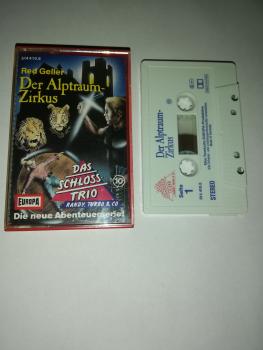 Red Geller
Der Alptraum-
Zirkus
DAS
SCHLOSS
TRIO
RANDY, TURBO & CO
10
EUROPA
Die neue Abenteuerserie!
Der Alptraum-
Zirkus
Seite
1
STEREO